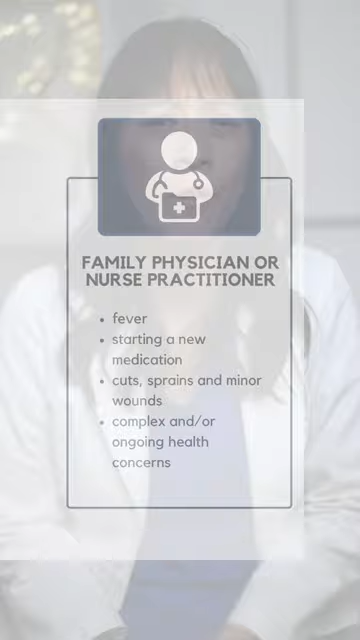 FAMILY PHYSICIAN OR
NURSE PRACTITIONER
• fever
• starting a new
medication
• cuts, sprains and minor
wounds
• complex and/or
ongoing health
concerns